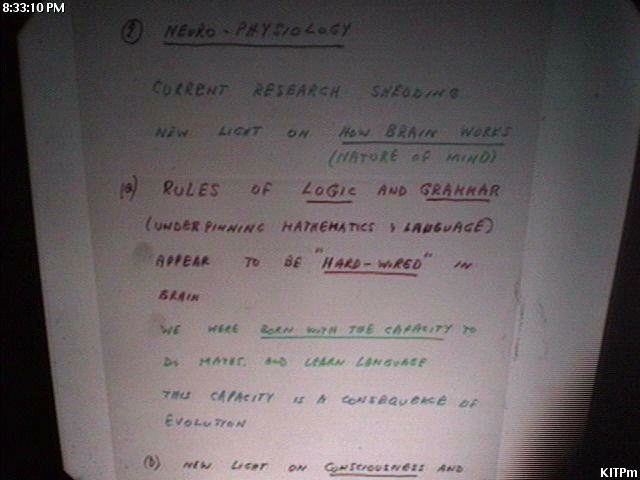 8:33:10 PM
② NEURO-PHYSIOLOGY
CURRENT RESEARCH SHEDDING
NEW LIGHT ON HOW BRAIN WORKS
(NATURE OF MIND)
(a) RULES OF LOGIC AND GRAMMAR
(UNDERPINNING MATHEMATICS & LANGUAGE)
APPEAR TO BE "HARD-WIRED" IN
BRAIN
WE WERE BORN WITH THE CAPACITY TO
DO MATHS, AND LEARN LANGUAGE
THIS CAPACITY IS A CONSEQUENCE OF
EVOLUTION
(b) NEW LIGHT ON CONSCIOUSNESS AND
KITPm